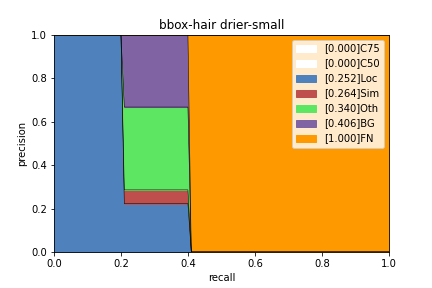 bbox-hair drier-small
1.0
0.8
0.6
0.4
0.2
0.0
precision
[0.000]C75
[0.000]C50
[0.252]Loc
[0.264]Sim
[0.340]Oth
[0.406]BG
[1.000]FN
0.0 0.2 0.4 0.6 0.8 1.0
recall